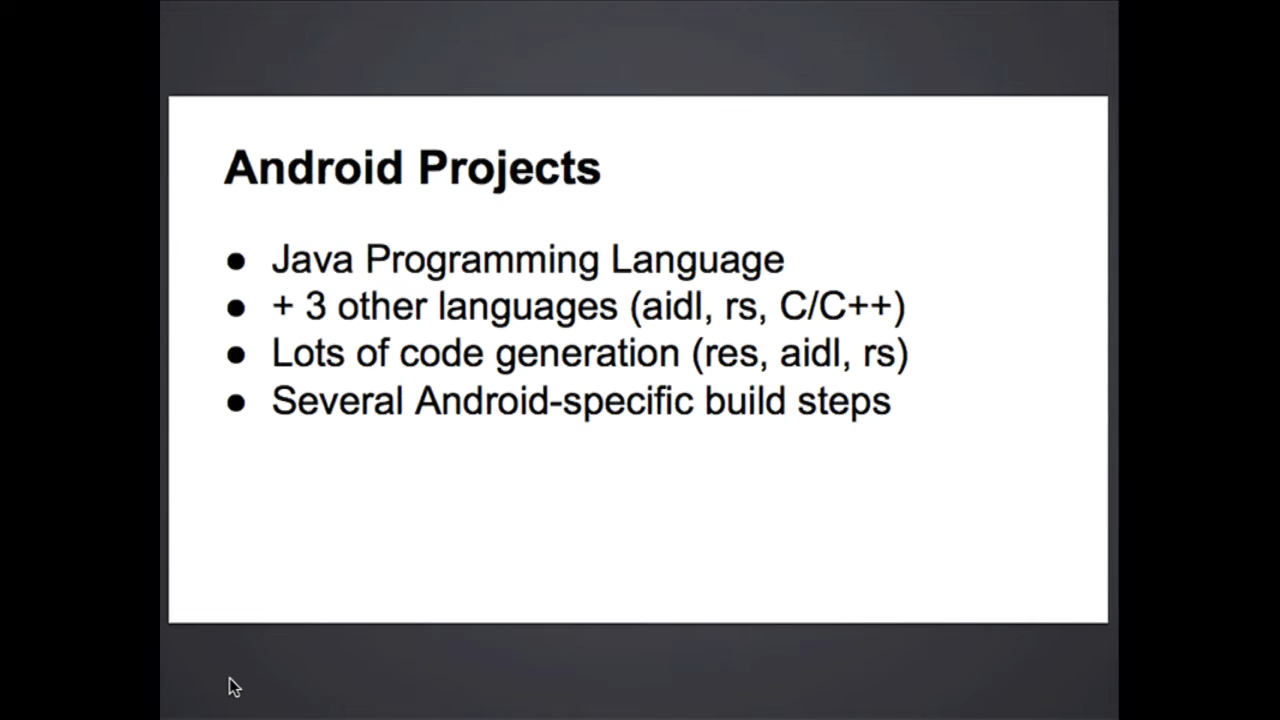 Android Projects
● Java Programming Language
● + 3 other languages (aidl, rs, C/C++)
● Lots of code generation (res, aidl, rs)
● Several Android-specific build steps